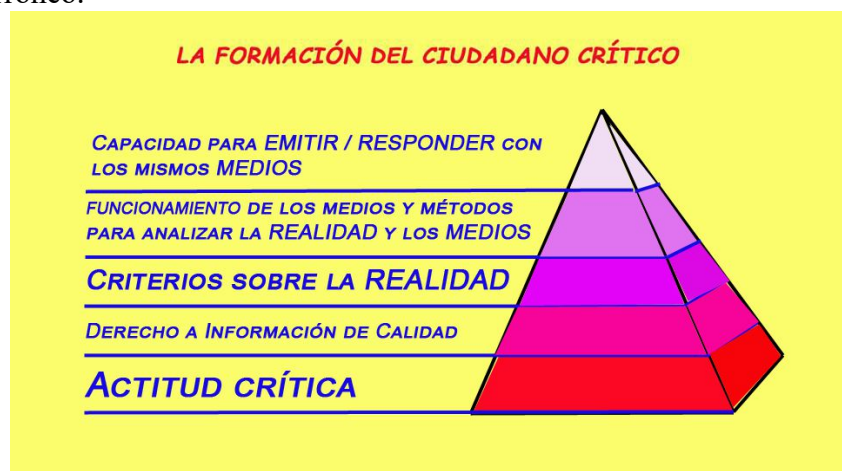 LA FORMACIÓN DEL CIUDADANO CRÍTICO
CAPACIDAD PARA EMITIR / RESPONDER CON
LOS MISMOS MEDIOS
FUNCIONAMIENTO DE LOS MEDIOS Y MÉTODOS
PARA ANALIZAR LA REALIDAD Y LOS MEDIOS
CRITERIOS SOBRE LA REALIDAD
DERECHO A INFORMACIÓN DE CALIDAD
ACTITUD CRÍTICA